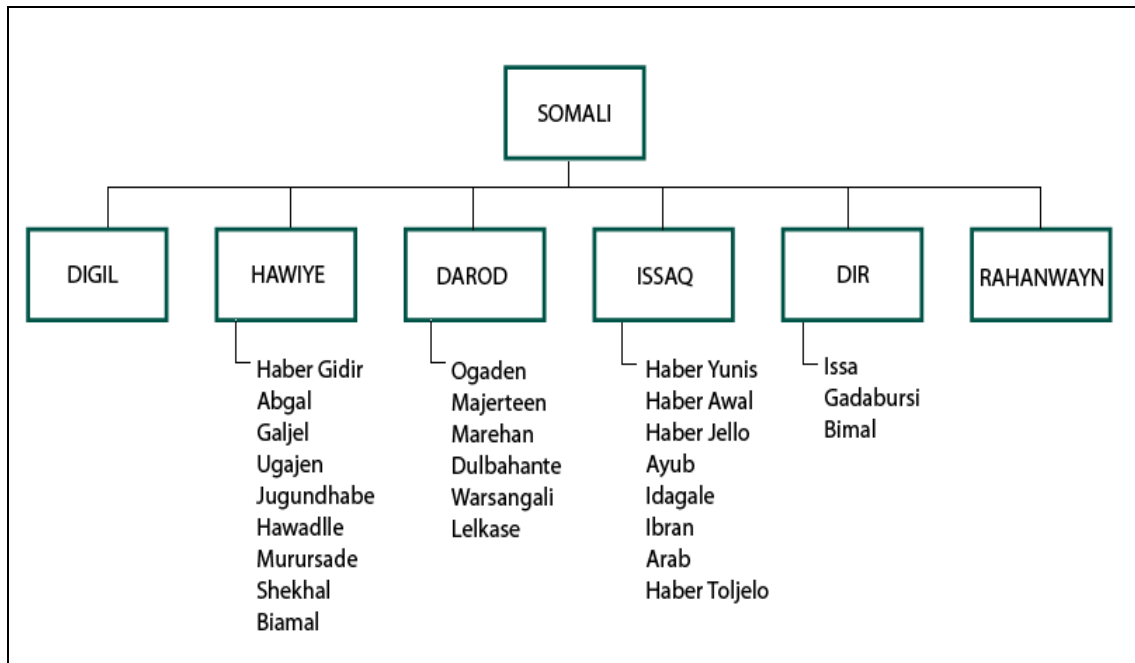 SOMALI
DIGIL
HAWIYE
DAROD
ISSAQ
DIR
RAHANWAYN
Haber Gidir
Abgal
Galjel
Ugajen
Jugundhabe
Hawadlle
Murursade
Shekhal
Biamal
Ogaden
Majerteen
Marehan
Dulbahante
Warsangali
Lelkase
Haber Yunis
Haber Awal
Haber Jello
Ayub
Idagale
Ibran
Arab
Haber Toljelo
Issa
Gadabursi
Bimal